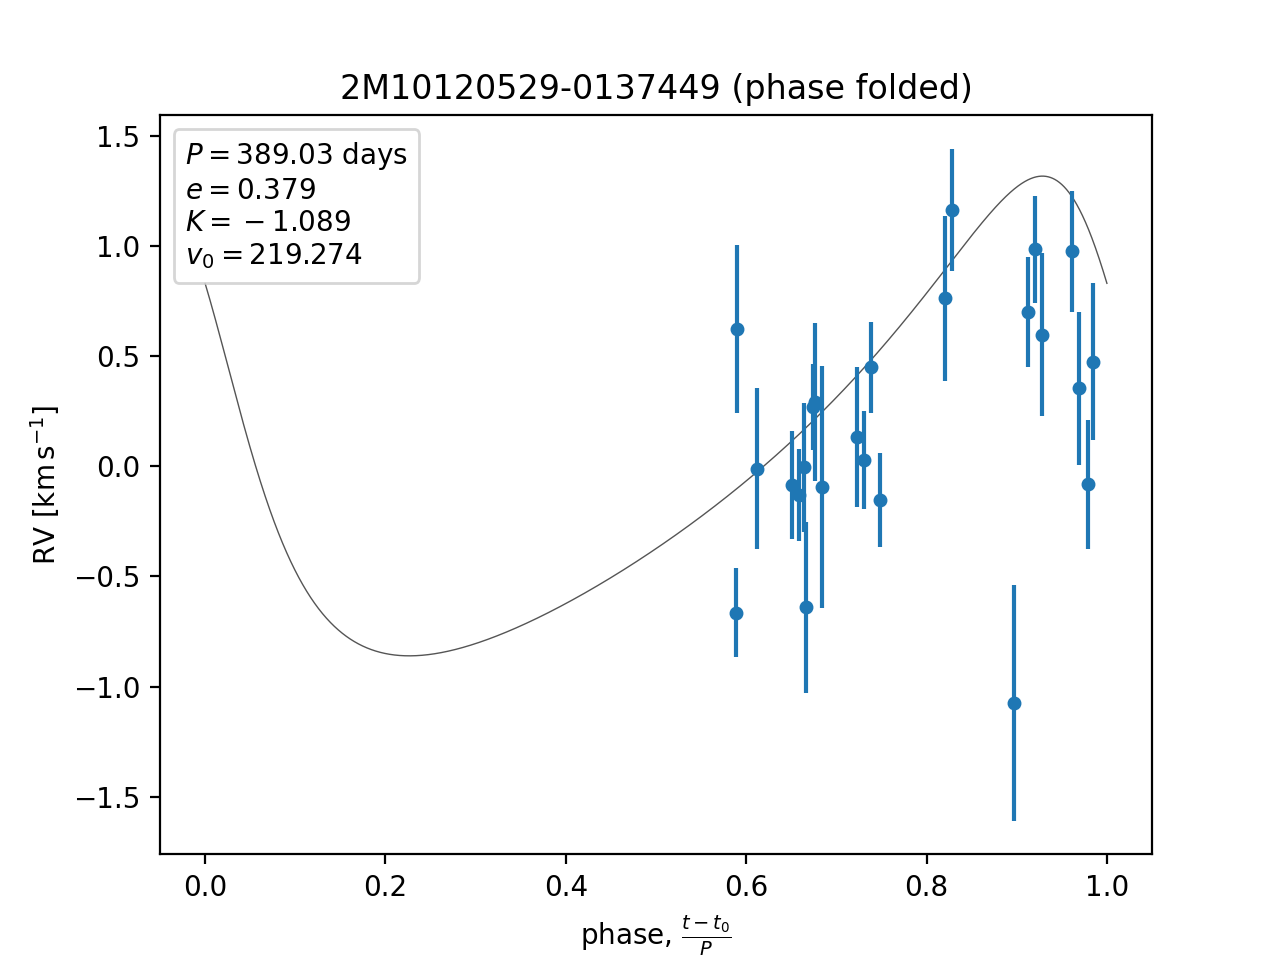 2M10120529-0137449 (phase folded)
P = 389.03 days
e = 0.379
K = −1.089
v₀ = 219.274
1.5
1.0
0.5
0.0
−0.5
−1.0
−1.5
RV [km s⁻¹]
0.0 0.2 0.4 0.6 0.8 1.0
phase, (t − t₀)/P